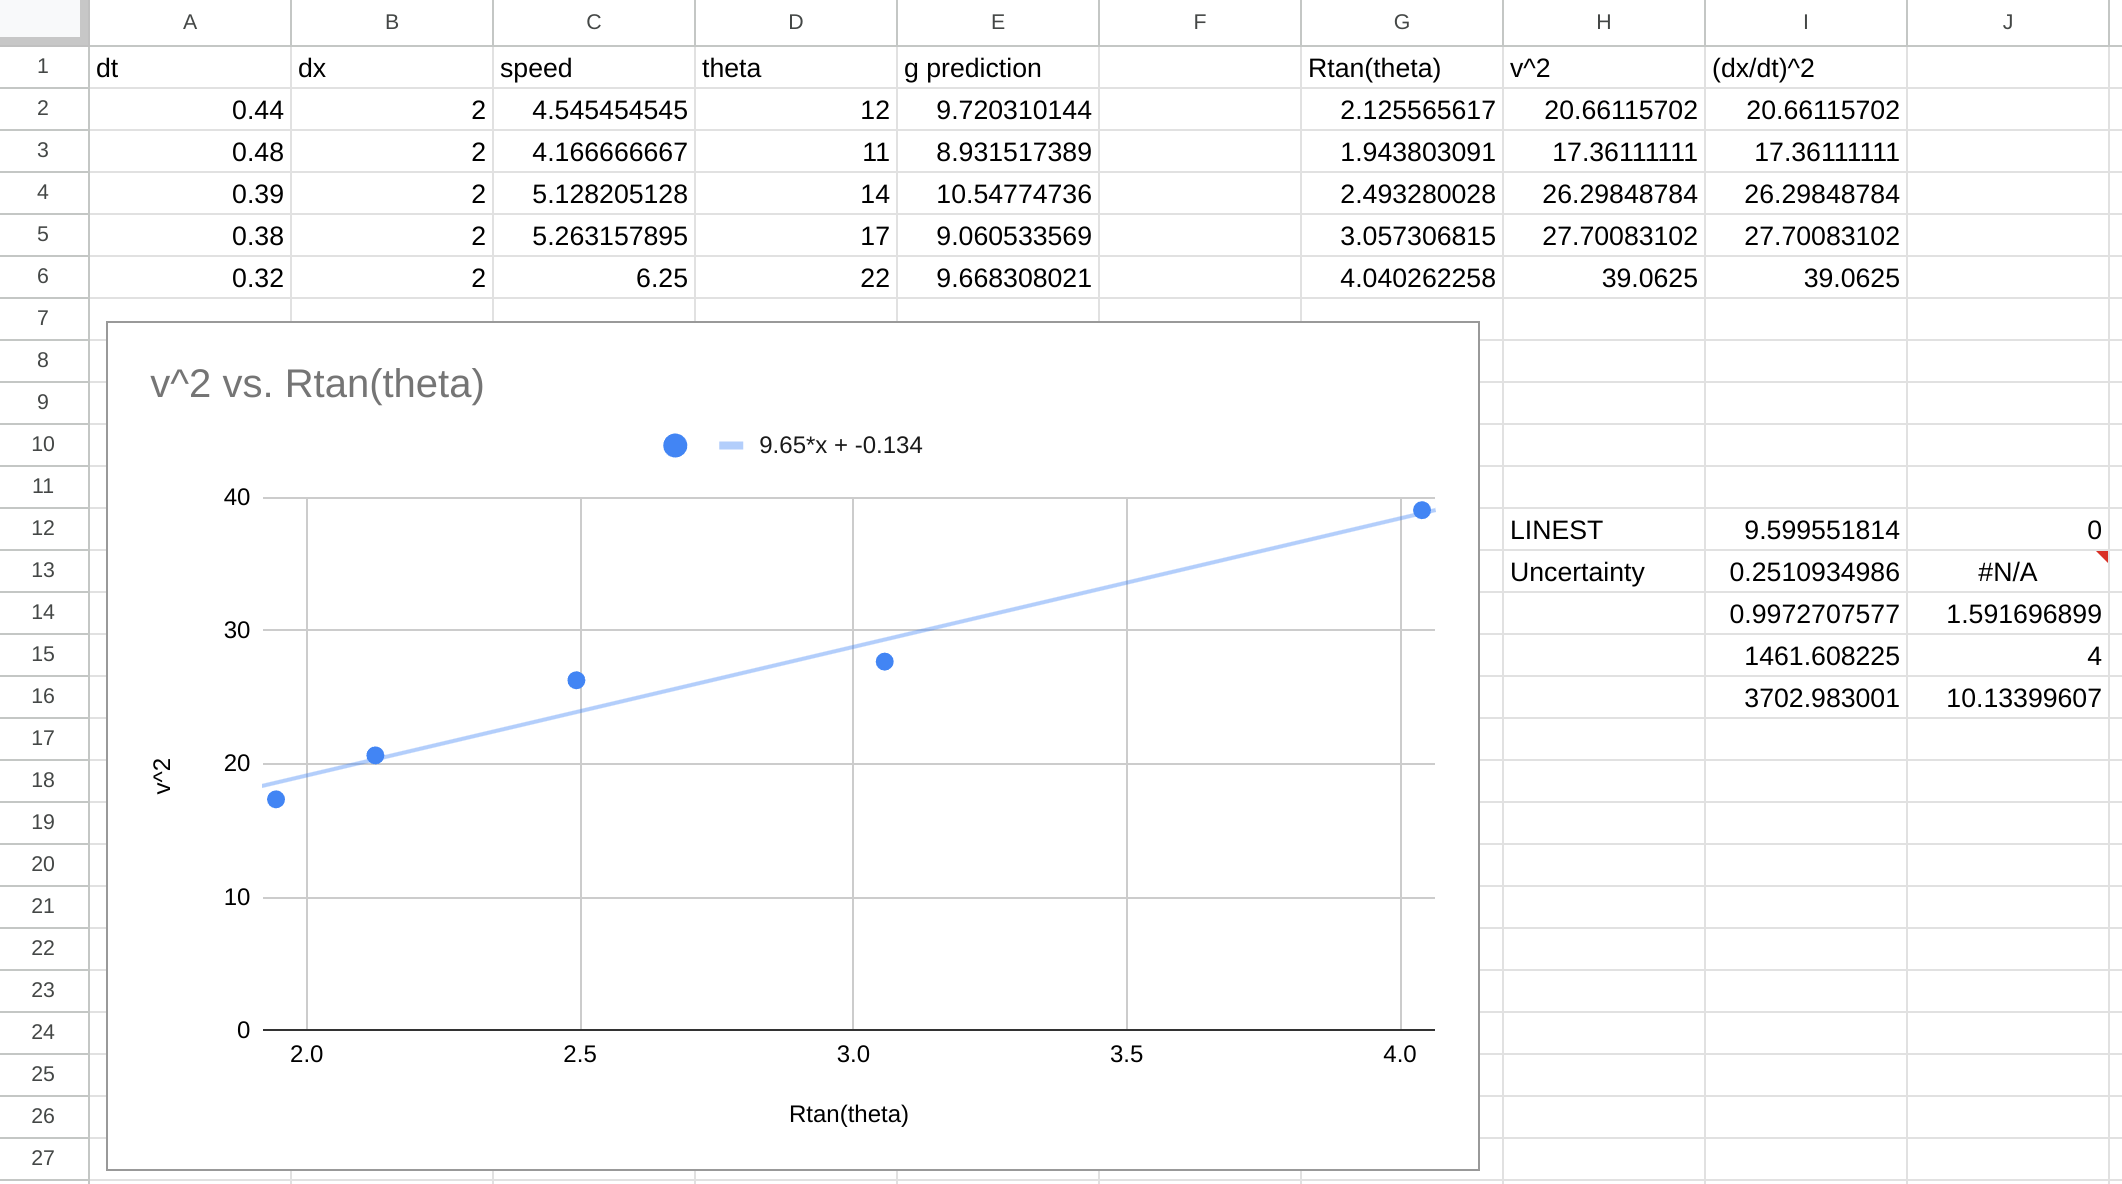 A B C D E F G H I J
1 dt dx speed theta g prediction Rtan(theta) v^2 (dx/dt)^2
2 0.44 2 4.545454545 12 9.720310144 2.125565617 20.66115702 20.66115702
3 0.48 2 4.166666667 11 8.931517389 1.943803091 17.36111111 17.36111111
4 0.39 2 5.128205128 14 10.54774736 2.493280028 26.29848784 26.29848784
5 0.38 2 5.263157895 17 9.060533569 3.057306815 27.70083102 27.70083102
6 0.32 2 6.25 22 9.668308021 4.040262258 39.0625 39.0625
7
8
9
10
11
12 LINEST 9.599551814 0
13 Uncertainty 0.2510934986 #N/A
14 0.9972707577 1.591696899
15 1461.608225 4
16 3702.983001 10.13399607
17
18
19
20
21
22
23
24
25
26
27
v^2 vs. Rtan(theta)
9.65*x + -0.134
40
30
20
10
0
v^2
2.0 2.5 3.0 3.5 4.0
Rtan(theta)